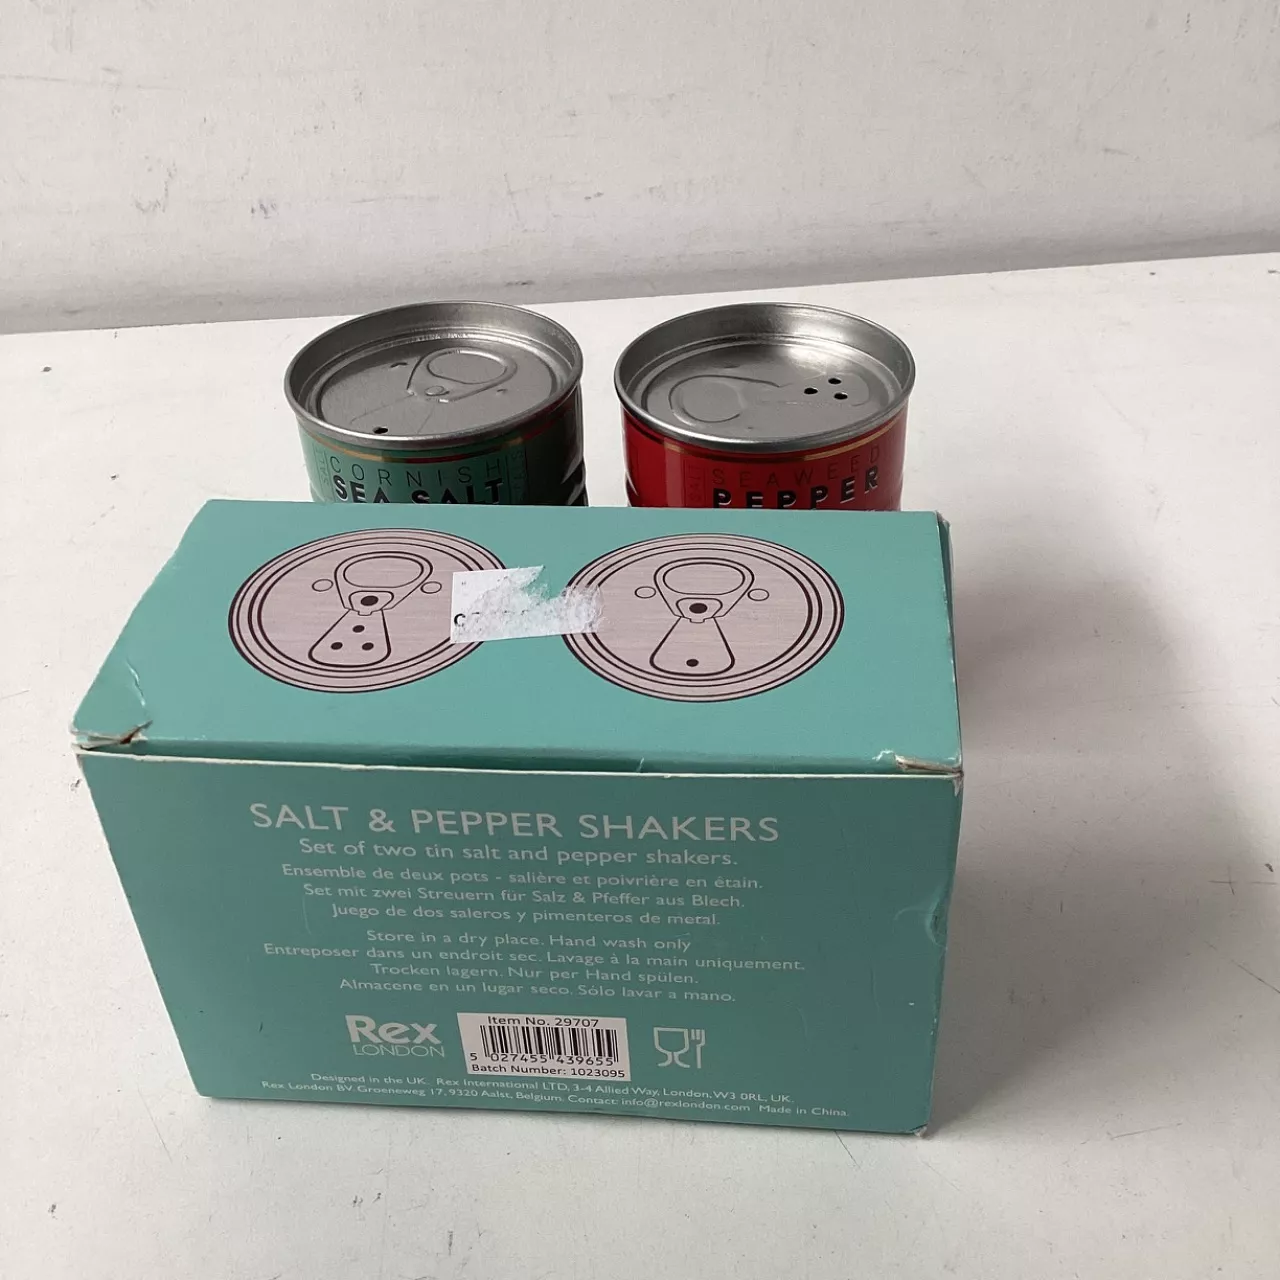 CORNISH
SEA SALT
SEAWEED
PEPPER
SALT & PEPPER SHAKERS
Set of two tin salt and pepper shakers.
Ensemble de deux pots - salière et poivrière en étain.
Set mit zwei Streuern für Salz & Pfeffer aus Blech.
Juego de dos saleros y pimenteros de metal.
Store in a dry place. Hand wash only
Entreposer dans un endroit sec. Lavage à la main uniquement.
Trocken lagern. Nur per Hand spülen.
Almacene en un lugar seco. Sólo lavar a mano.
Rex
LONDON
Item No. 29707
5 027455 439655
Batch Number: 1023095
Designed in the UK. Rex International LTD, 3-4 Allied Way, London, W3 0RL, UK.
Rex London BV Groeneweg 17, 9320 Aalst, Belgium. Contact: info@rexlondon.com Made in China.